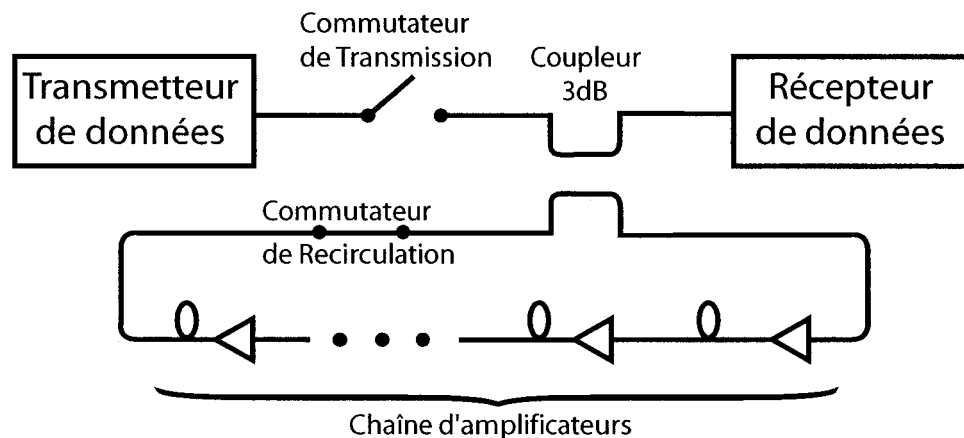 Commutateur
de Transmission
Coupleur
3dB
Transmetteur
de données
Récepteur
de données
Commutateur
de Recirculation
Chaîne d'amplificateurs